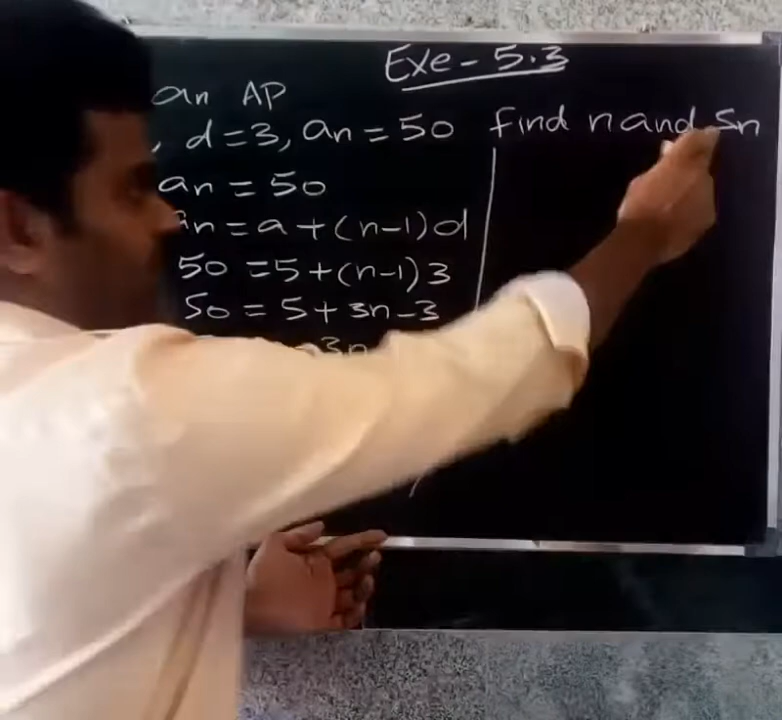 Exe - 5.3
an AP
, d = 3, an = 50 find n and Sn
an = 50
an = a + (n-1) d
50 = 5 + (n-1) 3
50 = 5 + 3n - 3
3n